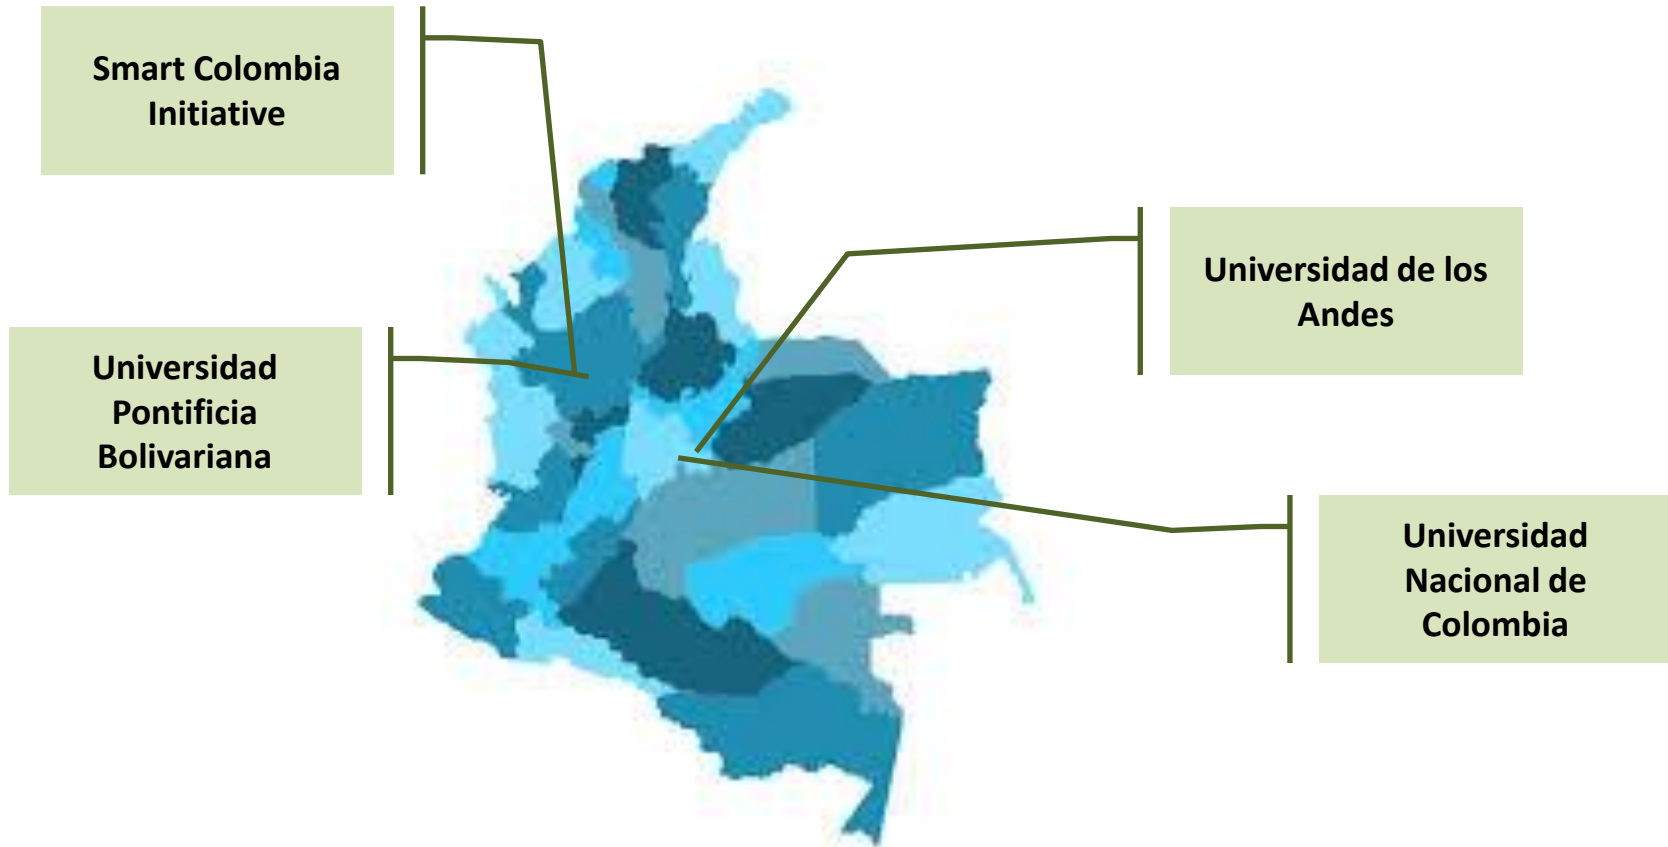 Smart Colombia
Initiative
Universidad de los
Andes
Universidad
Pontificia
Bolivariana
Universidad
Nacional de
Colombia